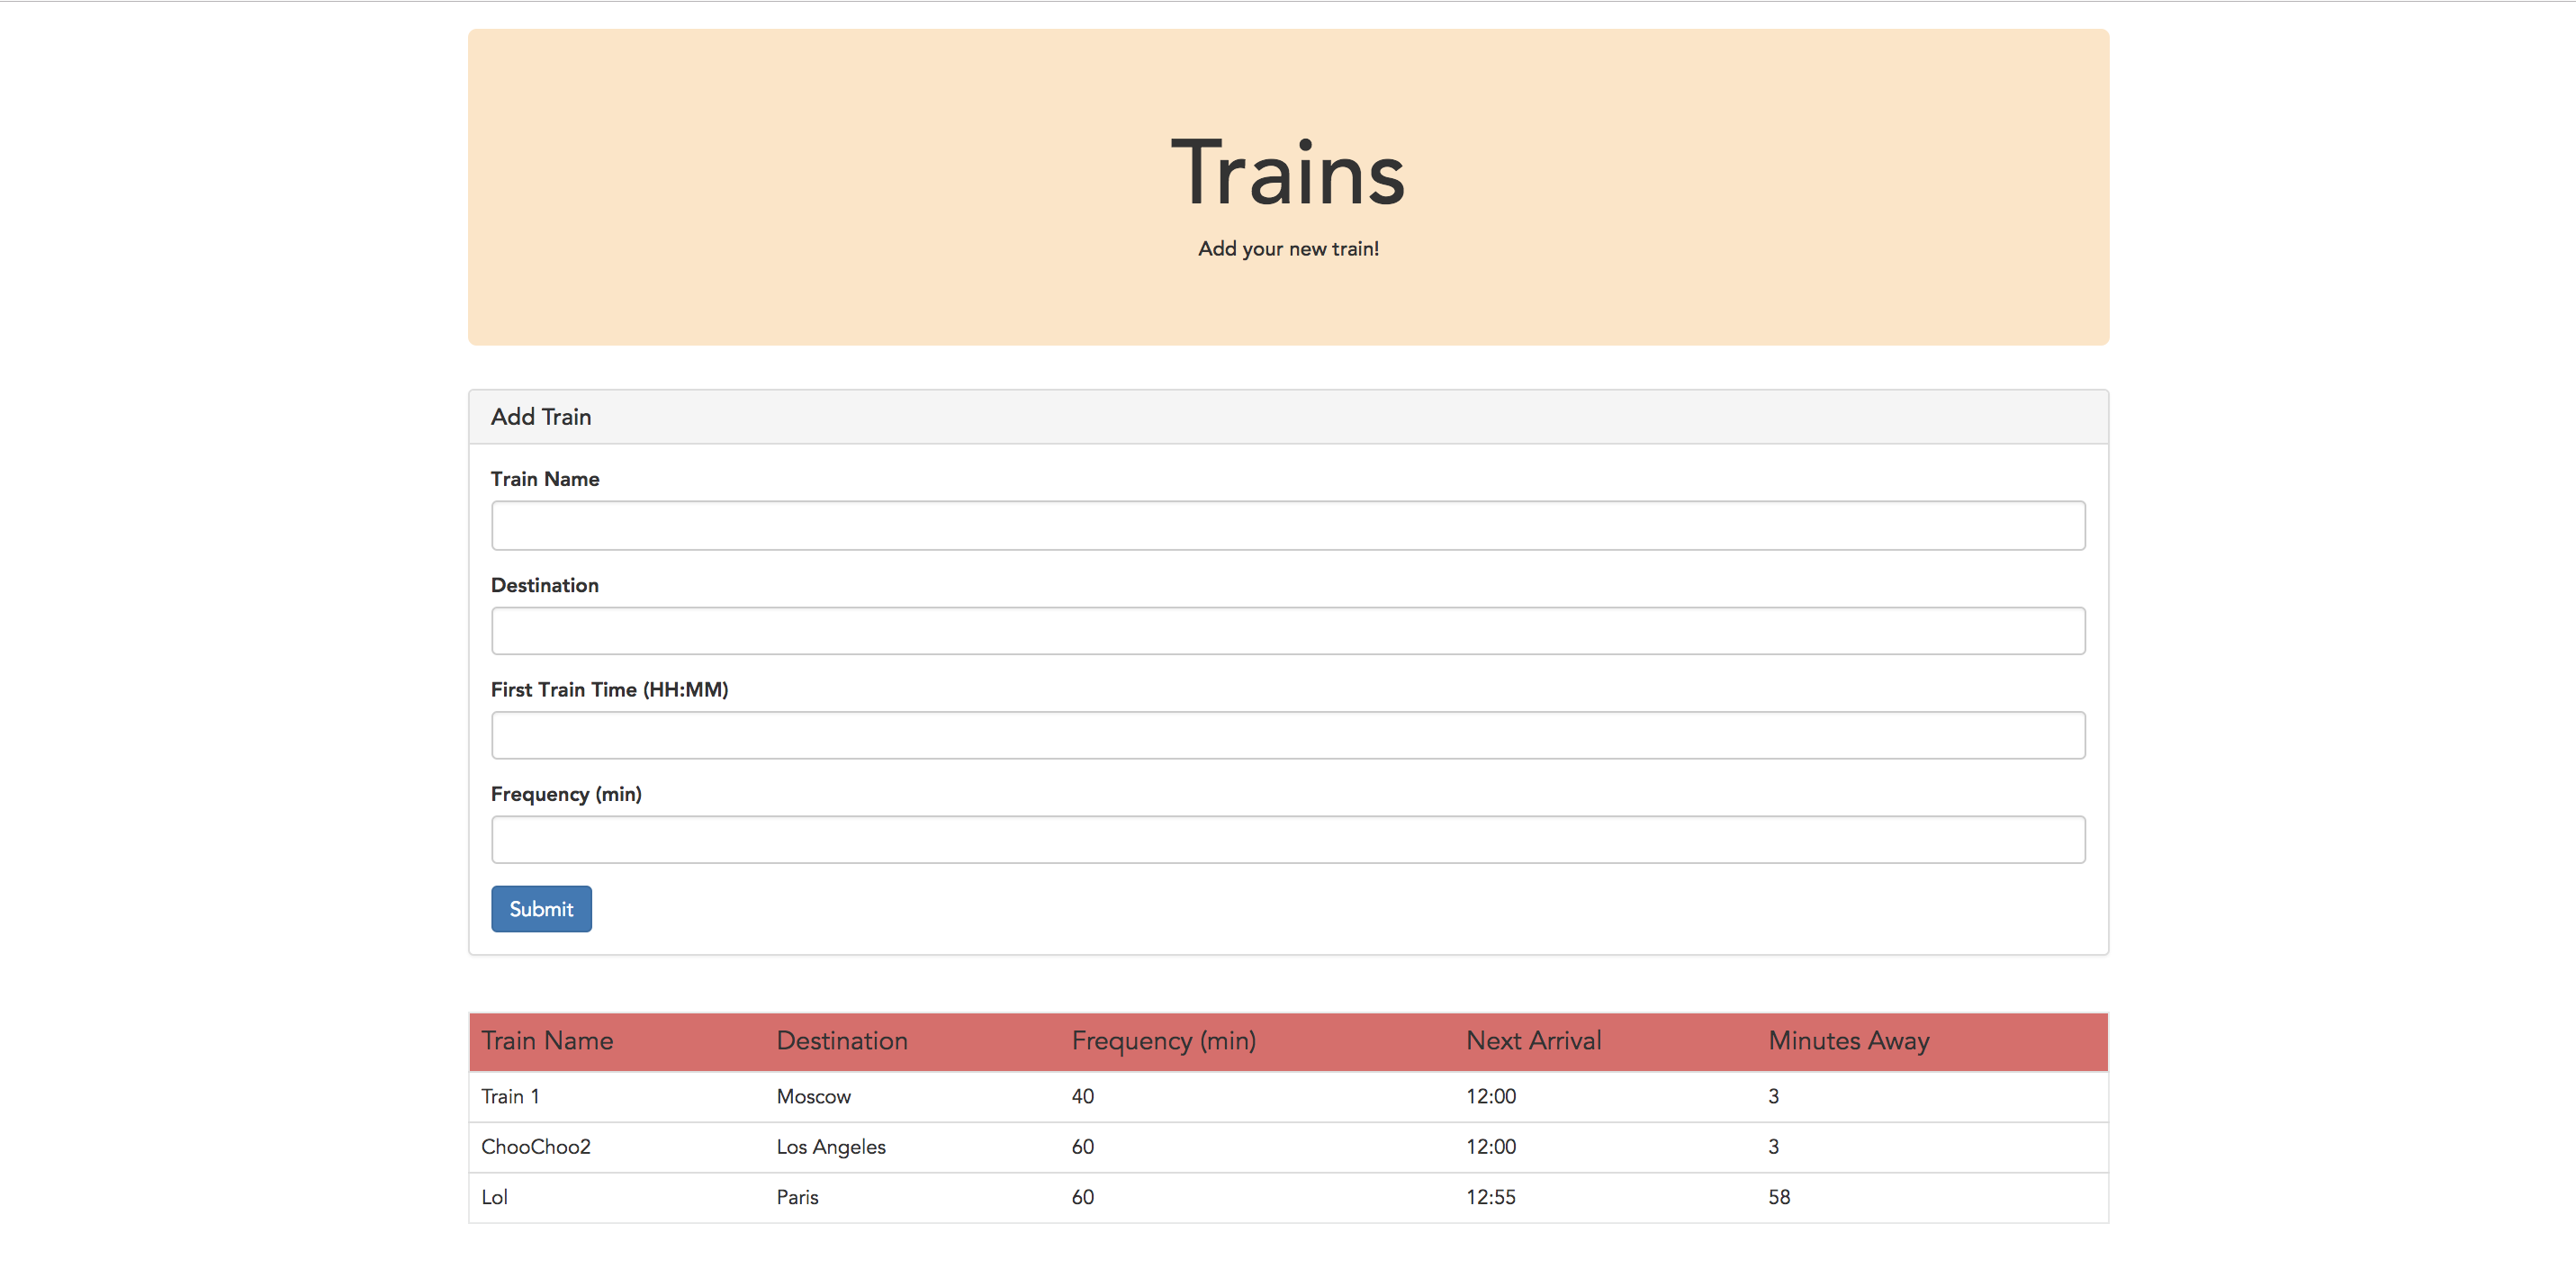 Trains
Add your new train!
Add Train
Train Name
Destination
First Train Time (HH:MM)
Frequency (min)
Submit
Train Name Destination Frequency (min) Next Arrival Minutes Away
Train 1 Moscow 40 12:00 3
ChooChoo2 Los Angeles 60 12:00 3
Lol Paris 60 12:55 58